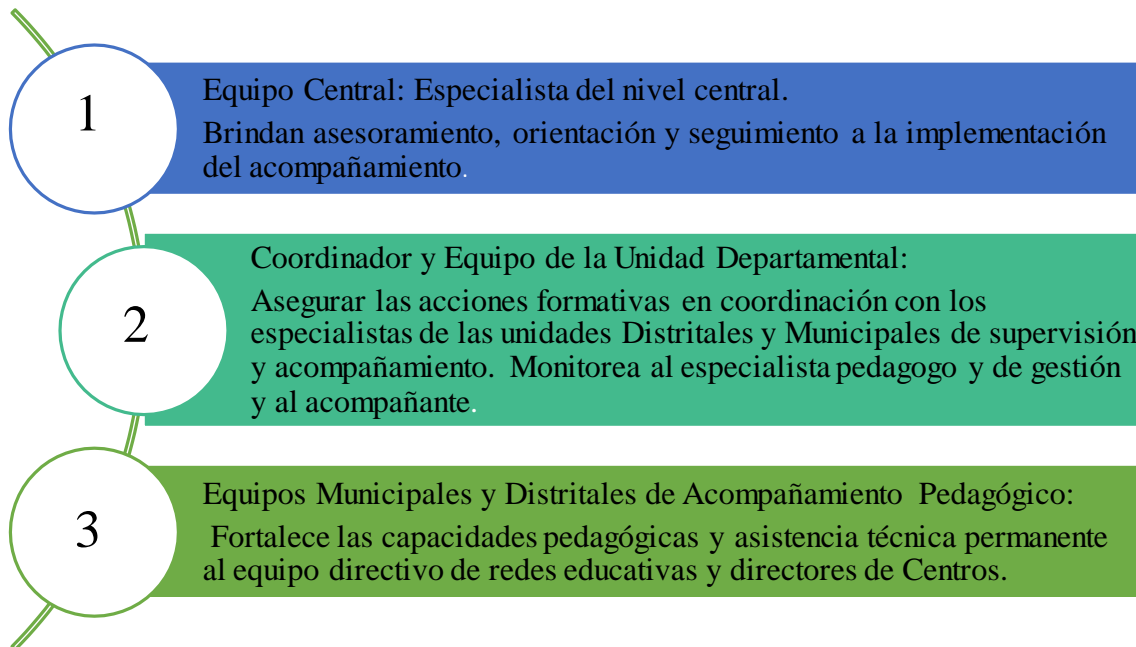 1
Equipo Central: Especialista del nivel central.
Brindan asesoramiento, orientación y seguimiento a la implementación
del acompañamiento.
2
Coordinador y Equipo de la Unidad Departamental:
Asegurar las acciones formativas en coordinación con los
especialistas de las unidades Distritales y Municipales de supervisión
y acompañamiento. Monitorea al especialista pedagogo y de gestión
y al acompañante.
3
Equipos Municipales y Distritales de Acompañamiento Pedagógico:
Fortalece las capacidades pedagógicas y asistencia técnica permanente
al equipo directivo de redes educativas y directores de Centros.